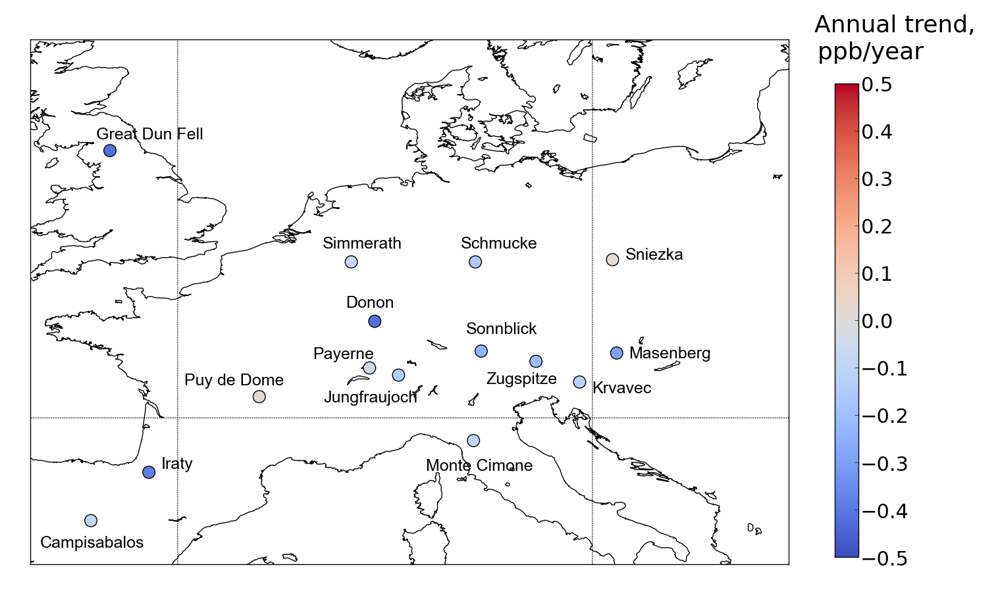 Annual trend,
ppb/year
0.5
0.4
0.3
0.2
0.1
0.0
−0.1
−0.2
−0.3
−0.4
−0.5
Great Dun Fell
Simmerath
Schmucke
Sniezka
Donon
Sonnblick
Payerne
Masenberg
Puy de Dome
Zugspitze
Krvavec
Jungfraujoch
Iraty
Monte Cimone
Campisabalos